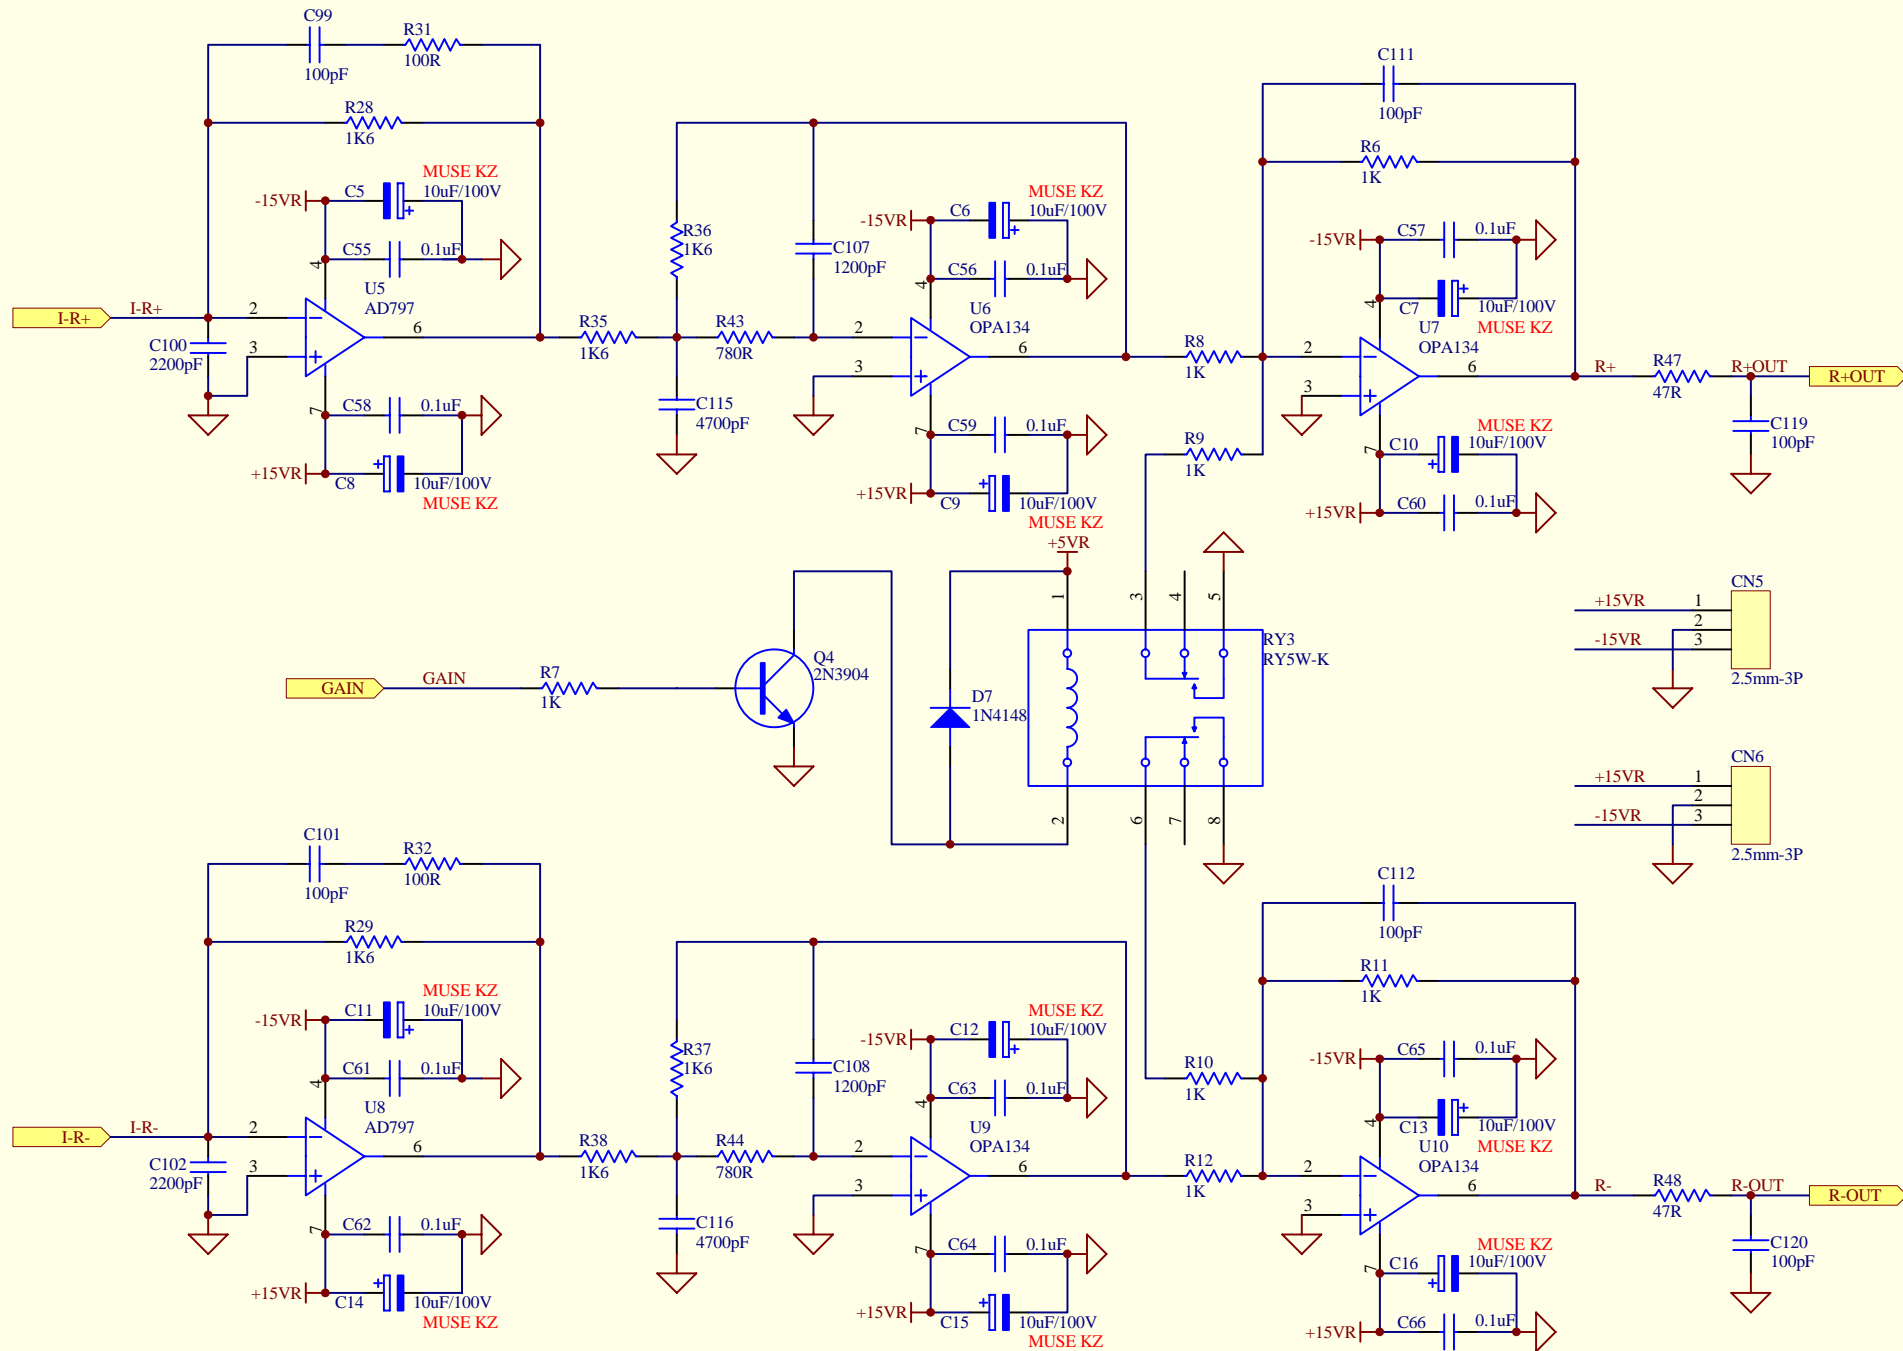 C99
R31
100pF
100R
R28
1K6
MUSE KZ
-15VR
C5
10uF/100V
C55
0.1uF
4
U5
AD797
I-R+
I-R+
2
6
3
C100
2200pF
7
C58
0.1uF
+15VR
C8
10uF/100V
MUSE KZ
R35
1K6
R36
1K6
R43
780R
C107
1200pF
C115
4700pF
MUSE KZ
-15VR
C6
10uF/100V
C56
0.1uF
4
U6
OPA134
2
6
3
7
C59
0.1uF
+15VR
C9
10uF/100V
MUSE KZ
R8
1K
R9
1K
C111
100pF
R6
1K
-15VR
C57
0.1uF
4
C7
10uF/100V
MUSE KZ
U7
OPA134
2
6
3
R+
R47
47R
R+OUT
R+OUT
C119
100pF
MUSE KZ
7
C10
10uF/100V
+15VR
C60
0.1uF
+5VR
1
3
4
5
RY3
RY5W-K
GAIN
GAIN
R7
1K
Q4
2N3904
D7
1N4148
2
6
7
8
CN5
+15VR
1
2
-15VR
3
2.5mm-3P
CN6
+15VR
1
2
-15VR
3
2.5mm-3P
C101
R32
100pF
100R
R29
1K6
MUSE KZ
-15VR
C11
10uF/100V
C61
0.1uF
4
U8
AD797
I-R-
I-R-
2
6
3
C102
2200pF
7
C62
0.1uF
+15VR
C14
10uF/100V
MUSE KZ
R38
1K6
R37
1K6
R44
780R
C108
1200pF
C116
4700pF
MUSE KZ
-15VR
C12
10uF/100V
C63
0.1uF
4
U9
OPA134
2
6
3
7
C64
0.1uF
+15VR
C15
10uF/100V
MUSE KZ
R10
1K
R12
1K
C112
100pF
R11
1K
-15VR
C65
0.1uF
4
C13
10uF/100V
MUSE KZ
U10
OPA134
2
6
3
R-
R48
47R
R-OUT
R-OUT
C120
100pF
MUSE KZ
7
C16
10uF/100V
+15VR
C66
0.1uF